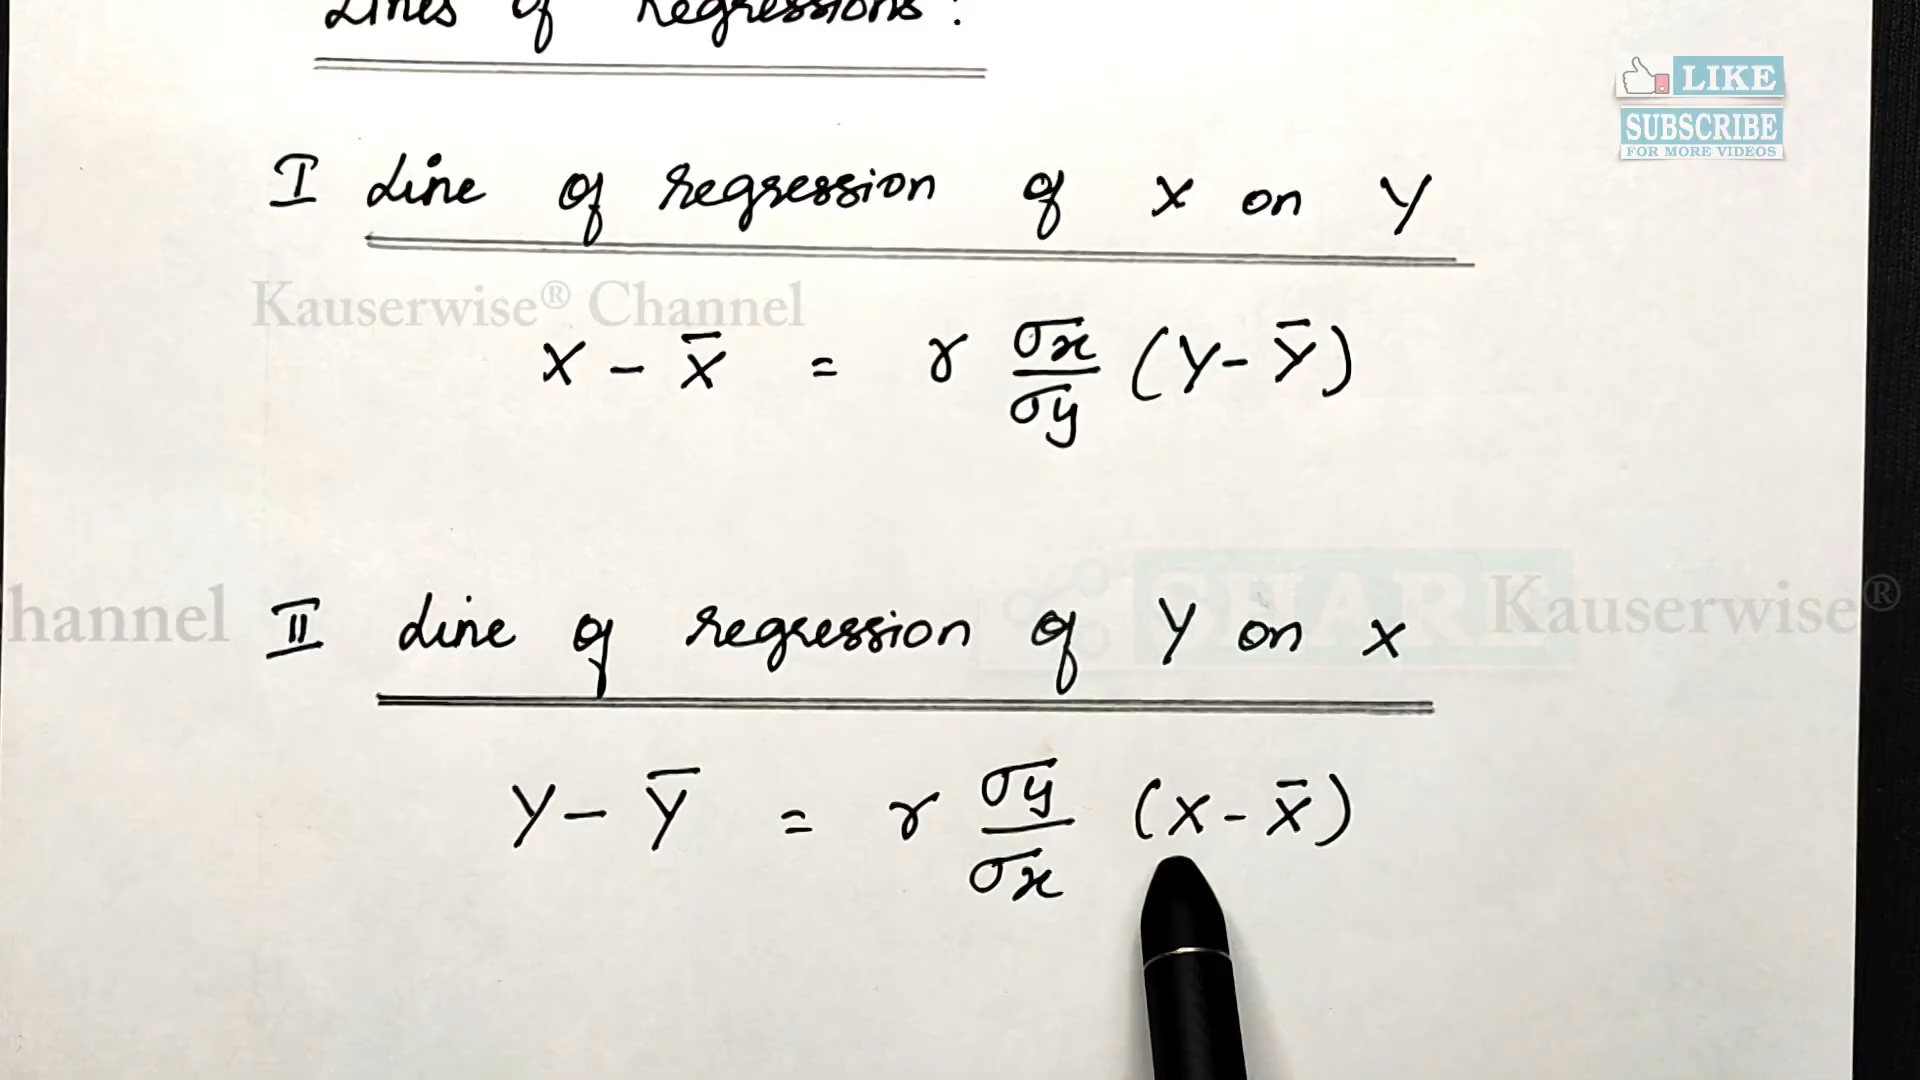 Lines of Regressions:
LIKE
SUBSCRIBE
FOR MORE VIDEOS
I Line of regression of X on Y
Kauserwise® Channel
X - X̄ = r σx/σy (Y - Ȳ)
SHARE
hannel
Kauserwise®
II Line of regression of Y on X
Y - Ȳ = r σy/σx (X - X̄)